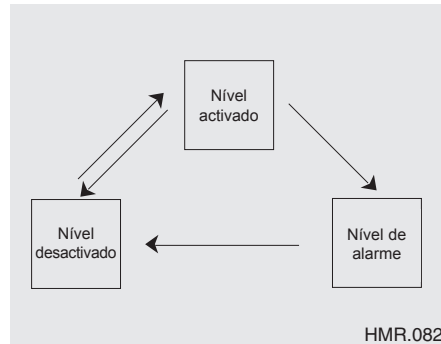 Nível
activado
Nível
desactivado
Nível de
alarme
HMR.082